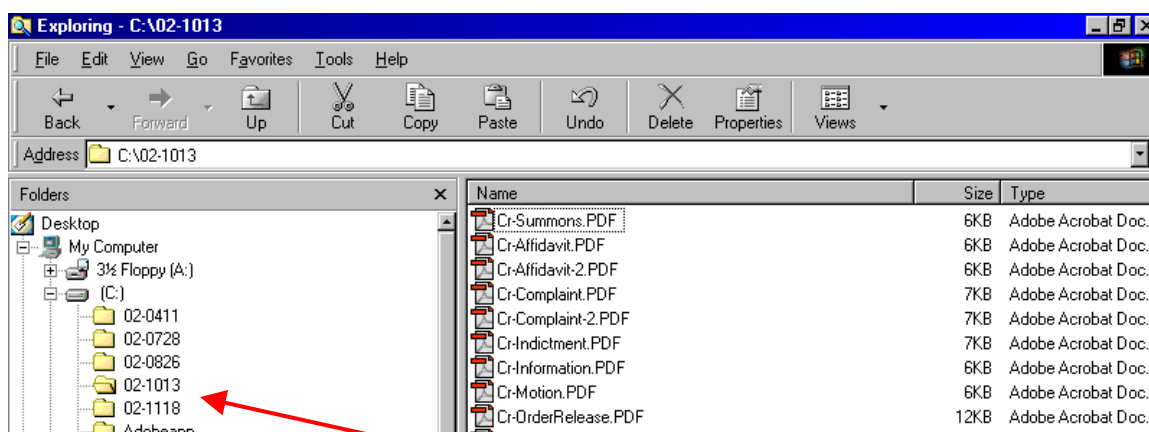 Exploring - C:\02-1013
File Edit View Go Favorites Tools Help
Back Forward Up Cut Copy Paste Undo Delete Properties Views
Address C:\02-1013
Folders
Desktop
My Computer
3½ Floppy (A:)
(C:)
02-0411
02-0728
02-0826
02-1013
02-1118
Adobeapp
Name Size Type
Cr-Summons.PDF 6KB Adobe Acrobat Doc.
Cr-Affidavit.PDF 6KB Adobe Acrobat Doc.
Cr-Affidavit-2.PDF 6KB Adobe Acrobat Doc.
Cr-Complaint.PDF 7KB Adobe Acrobat Doc.
Cr-Complaint-2.PDF 7KB Adobe Acrobat Doc.
Cr-Indictment.PDF 7KB Adobe Acrobat Doc.
Cr-Information.PDF 6KB Adobe Acrobat Doc.
Cr-Motion.PDF 6KB Adobe Acrobat Doc.
Cr-OrderRelease.PDF 12KB Adobe Acrobat Doc.